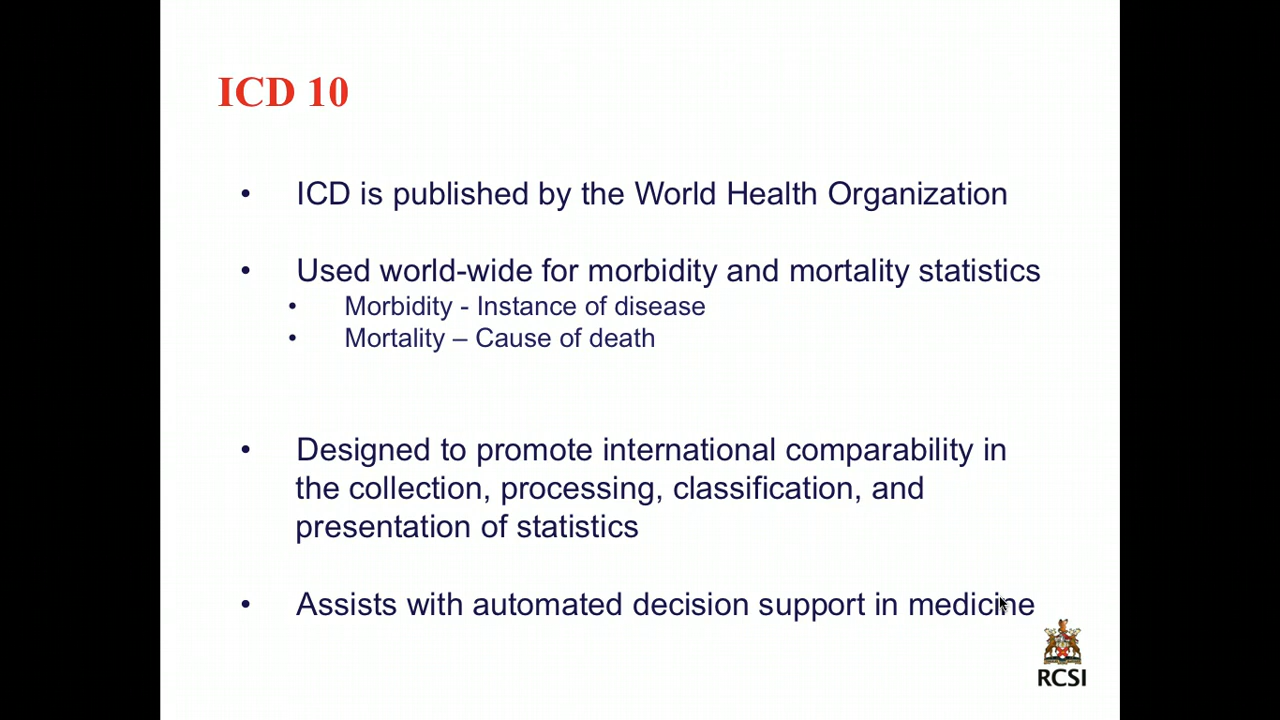 ICD 10
• ICD is published by the World Health Organization
• Used world-wide for morbidity and mortality statistics
• Morbidity - Instance of disease
• Mortality – Cause of death
• Designed to promote international comparability in
the collection, processing, classification, and
presentation of statistics
• Assists with automated decision support in medicine
RCSI